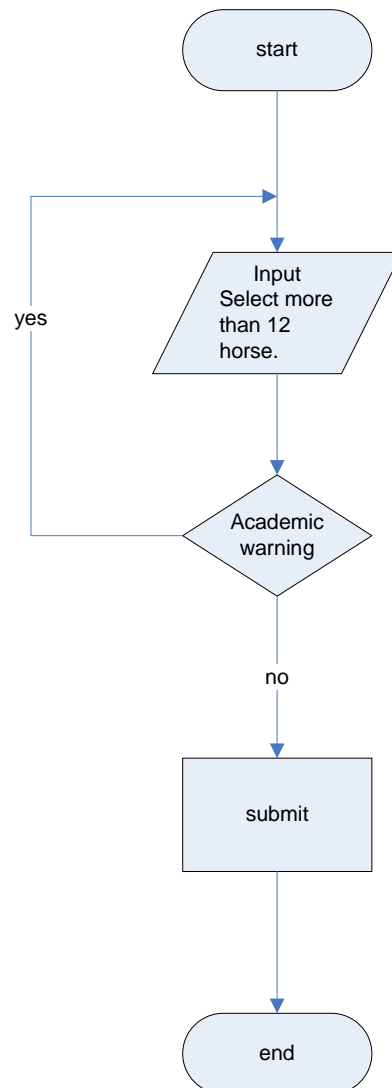 start
yes
Input
Select more
than 12
horse.
Academic
warning
no
submit
end